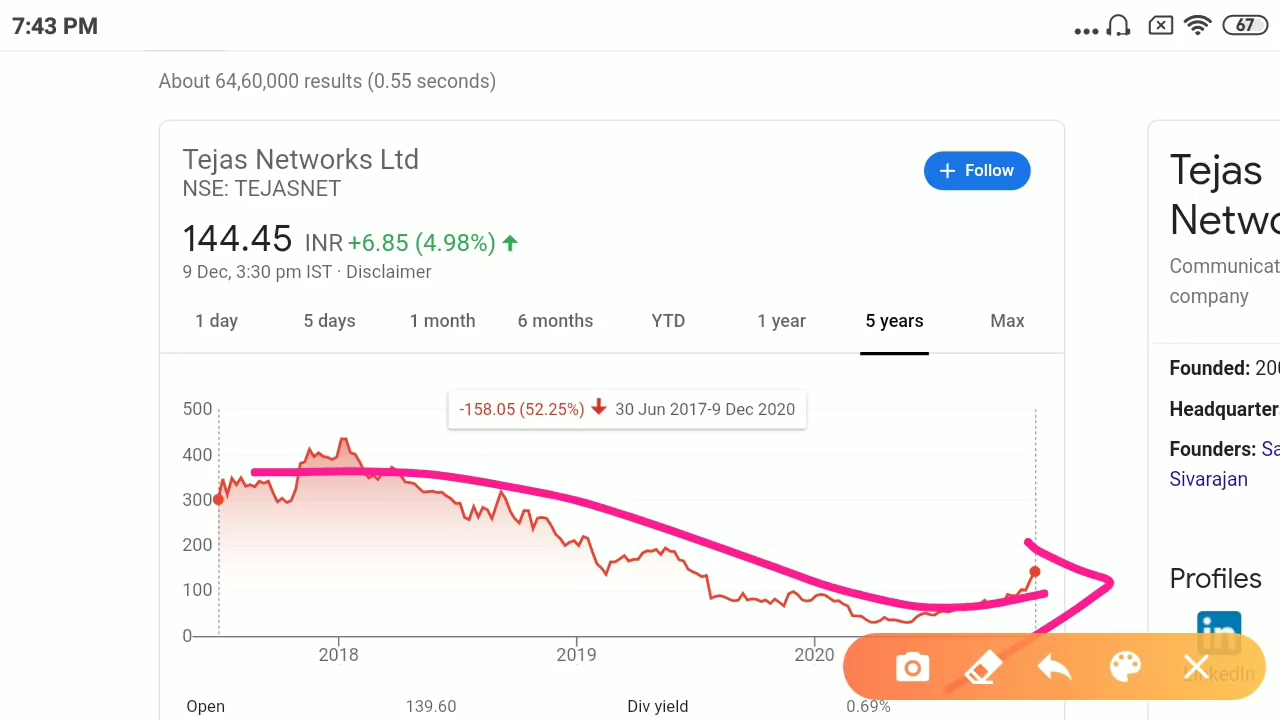 7:43 PM
67
About 64,60,000 results (0.55 seconds)
Tejas Networks Ltd
NSE: TEJASNET
+ Follow
144.45 INR +6.85 (4.98%)
9 Dec, 3:30 pm IST · Disclaimer
1 day 5 days 1 month 6 months YTD 1 year 5 years Max
-158.05 (52.25%) 30 Jun 2017-9 Dec 2020
500
400
300
200
100
0
2018 2019 2020
Open 139.60 Div yield 0.69%
Tejas
Netwo
Communicat
company
Founded: 200
Headquarter
Founders: Sa
Sivarajan
Profiles
in
LinkedIn